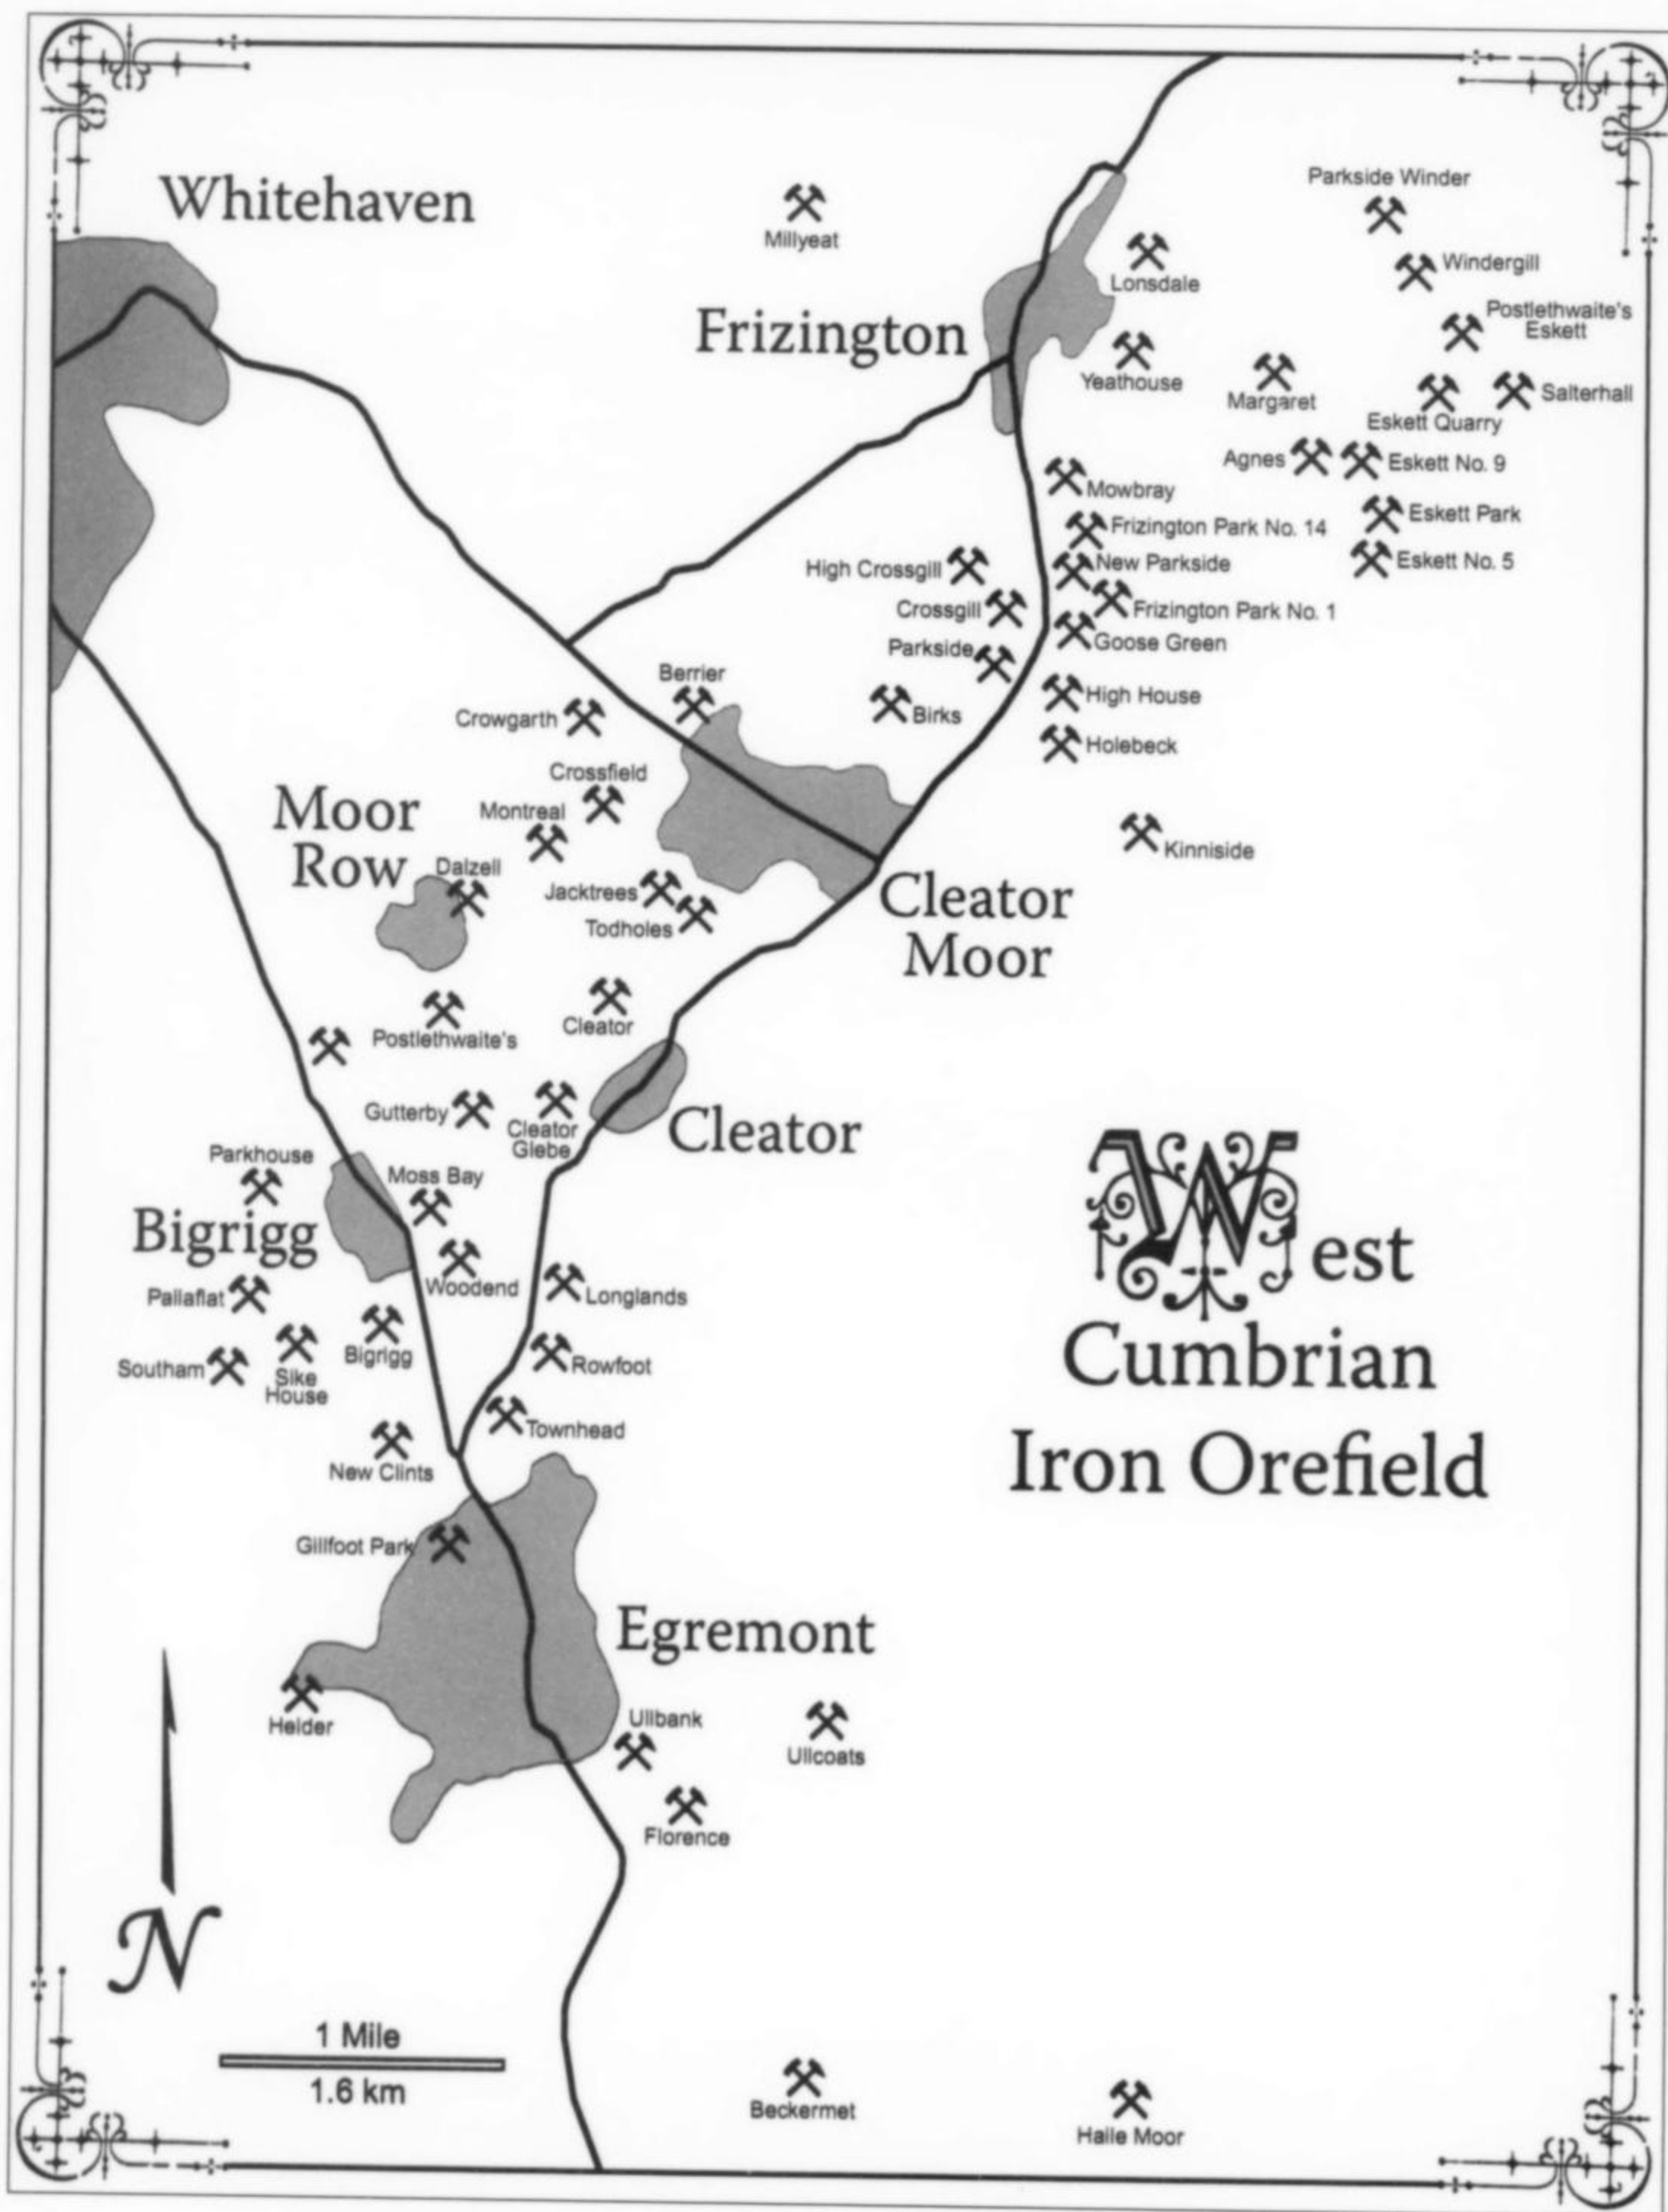 Parkside Winder
Whitehaven
Millyeat
Windergill
Lonsdale
Postlethwaite's
Eskett
Frizington
Yeathouse
Margaret
Salterhall
Eskett Quarry
Agnes
Eskett No. 9
Mowbray
Eskett Park
Frizington Park No. 14
High Crossgill
New Parkside
Eskett No. 5
Crossgill
Frizington Park No. 1
Parkside
Goose Green
Berrier
High House
Crowgarth
Birks
Holebeck
Crossfield
Moor
Row
Montreal
Kinniside
Dalzell
Jacktrees
Cleator
Moor
Todholes
Cleator
Postlethwaite's
Gutterby
Cleator
Glebe
Cleator
Parkhouse
Moss Bay
Bigrigg
Woodend
Pallaflat
Longlands
West
Cumbrian
Iron Orefield
Bigrigg
Southam
Sike
House
Rowfoot
Townhead
New Clints
Gillfoot Park
Egremont
Helder
Ullbank
Ullcoats
Florence
N
1 Mile
1.6 km
Beckermet
Haile Moor